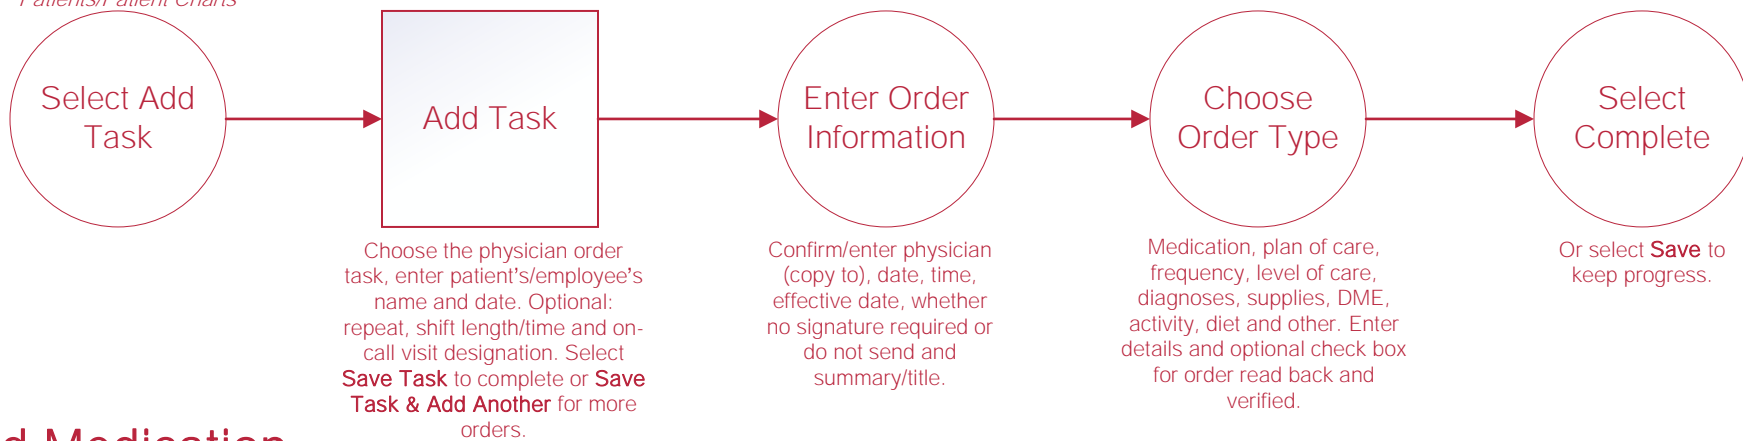 Patients/Patient Charts
Select Add
Task
Add Task
Choose the physician order
task, enter patient's/employee's
name and date. Optional:
repeat, shift length/time and on-
call visit designation. Select
Save Task to complete or Save
Task & Add Another for more
orders.
Enter Order
Information
Confirm/enter physician
(copy to), date, time,
effective date, whether
no signature required or
do not send and
summary/title.
Choose
Order Type
Medication, plan of care,
frequency, level of care,
diagnoses, supplies, DME,
activity, diet and other. Enter
details and optional check box
for order read back and
verified.
Select
Complete
Or select Save to
keep progress.
d Medication